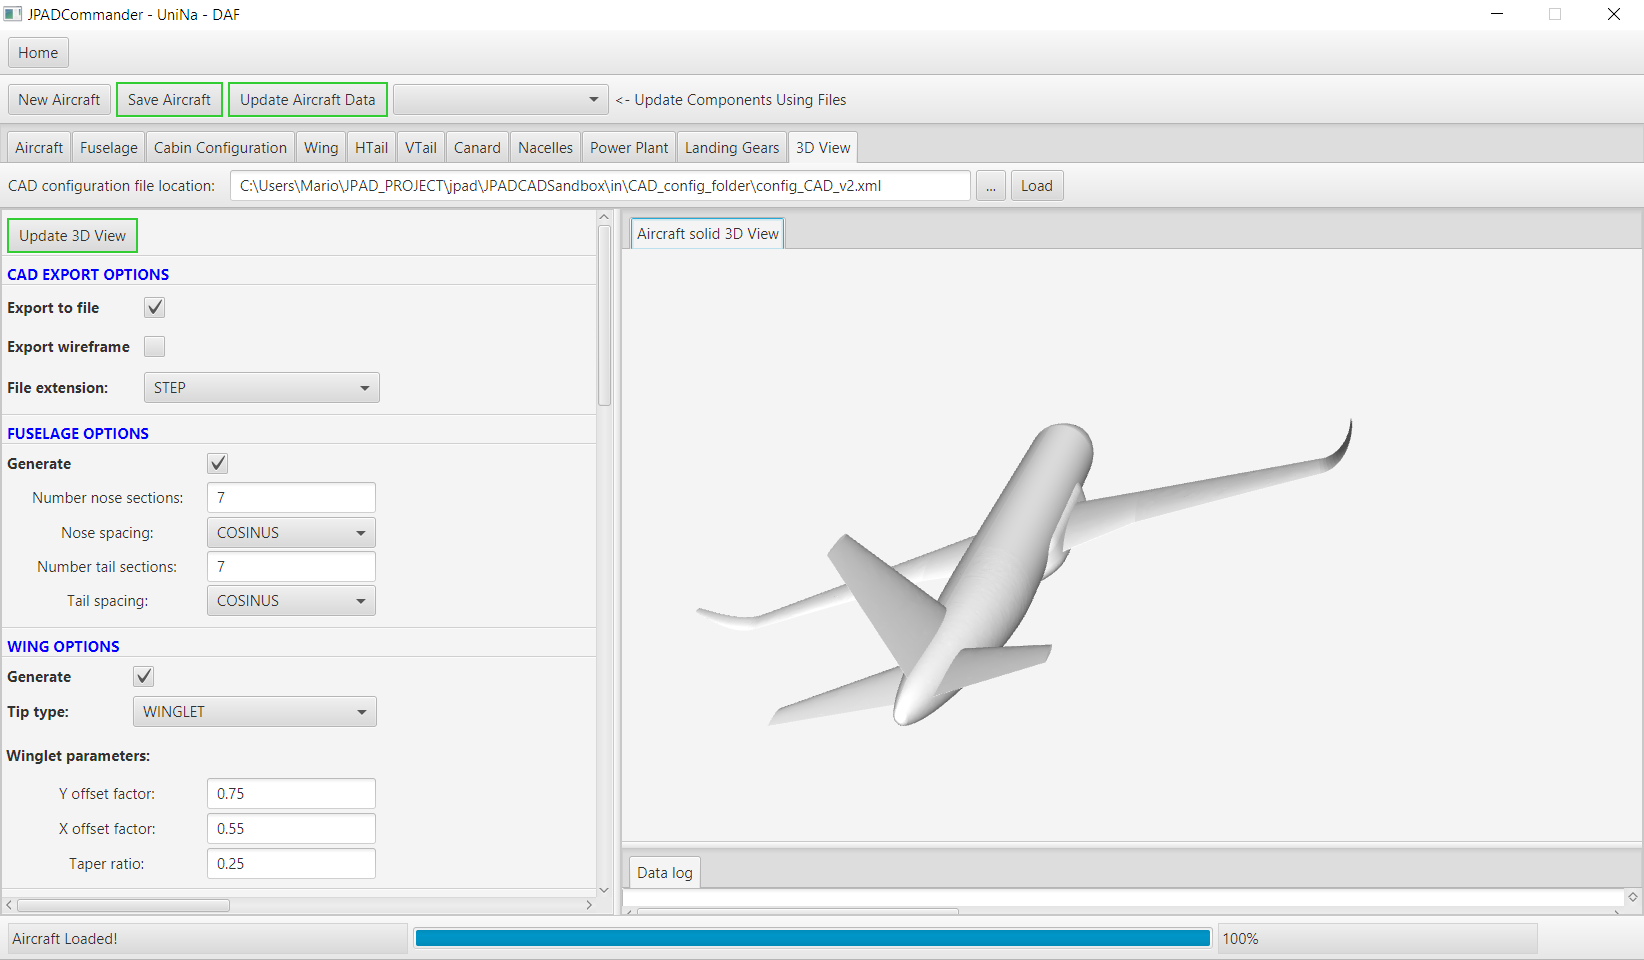 JPADCommander - UniNa - DAF
Home
New Aircraft Save Aircraft Update Aircraft Data <- Update Components Using Files
Aircraft Fuselage Cabin Configuration Wing HTail VTail Canard Nacelles Power Plant Landing Gears 3D View
CAD configuration file location: C:\Users\Mario\JPAD_PROJECT\jpad\JPADCADSandbox\in\CAD_config_folder\config_CAD_v2.xml ... Load
Update 3D View
CAD EXPORT OPTIONS
Export to file
Export wireframe
File extension: STEP
FUSELAGE OPTIONS
Generate
Number nose sections: 7
Nose spacing: COSINUS
Number tail sections: 7
Tail spacing: COSINUS
WING OPTIONS
Generate
Tip type: WINGLET
Winglet parameters:
Y offset factor: 0.75
X offset factor: 0.55
Taper ratio: 0.25
Aircraft solid 3D View
Data log
Aircraft Loaded! 100%